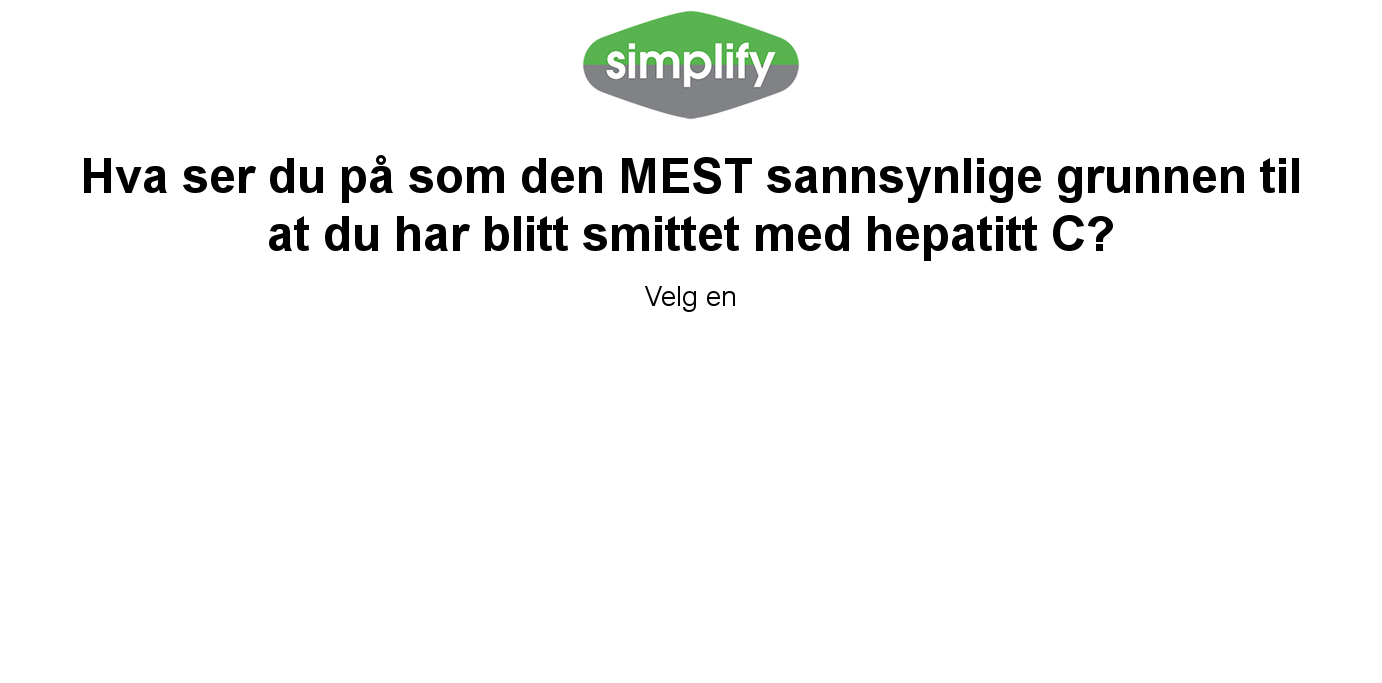 simplify
Hva ser du på som den MEST sannsynlige grunnen til
at du har blitt smittet med hepatitt C?
Velg en